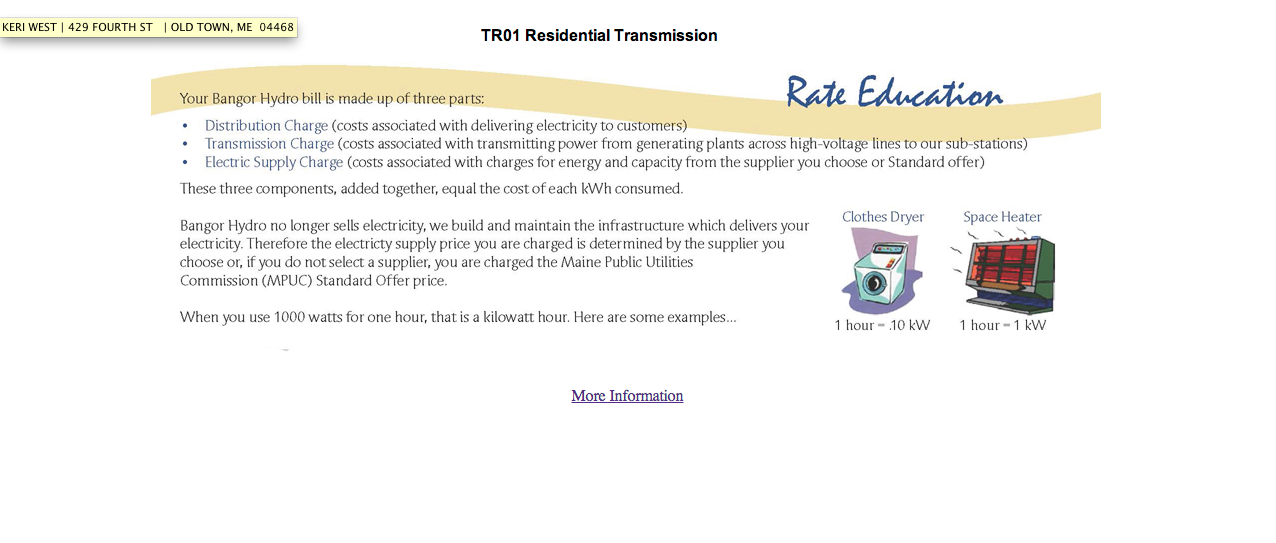 KERI WEST | 429 FOURTH ST | OLD TOWN, ME 04468
TR01 Residential Transmission
Rate Education
Your Bangor Hydro bill is made up of three parts:
• Distribution Charge (costs associated with delivering electricity to customers)
• Transmission Charge (costs associated with transmitting power from generating plants across high-voltage lines to our sub-stations)
• Electric Supply Charge (costs associated with charges for energy and capacity from the supplier you choose or Standard offer)
These three components, added together, equal the cost of each kWh consumed.
Bangor Hydro no longer sells electricity, we build and maintain the infrastructure which delivers your
electricity. Therefore the electricty supply price you are charged is determined by the supplier you
choose or, if you do not select a supplier, you are charged the Maine Public Utilities
Commission (MPUC) Standard Offer price.
When you use 1000 watts for one hour, that is a kilowatt hour. Here are some examples...
Clothes Dryer
1 hour = .10 kW
Space Heater
1 hour = 1 kW
More Information